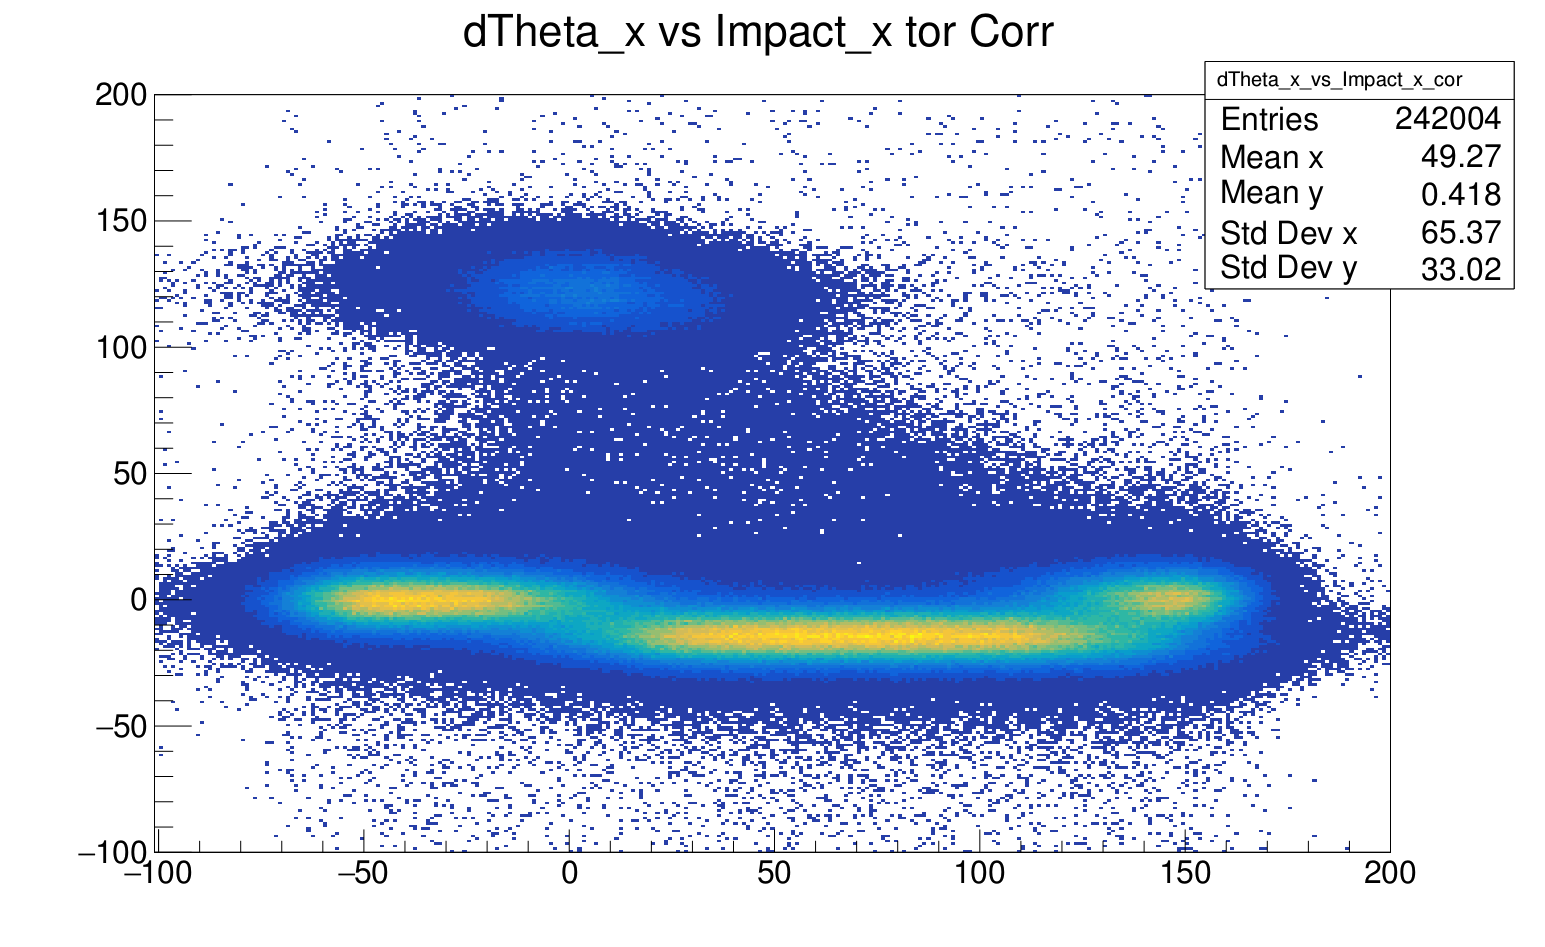 dTheta_x vs Impact_x tor Corr
dTheta_x_vs_Impact_x_cor
Entries 242004
Mean x 49.27
Mean y 0.418
Std Dev x 65.37
Std Dev y 33.02
200
150
100
50
0
−50
−100
−100 −50 0 50 100 150 200